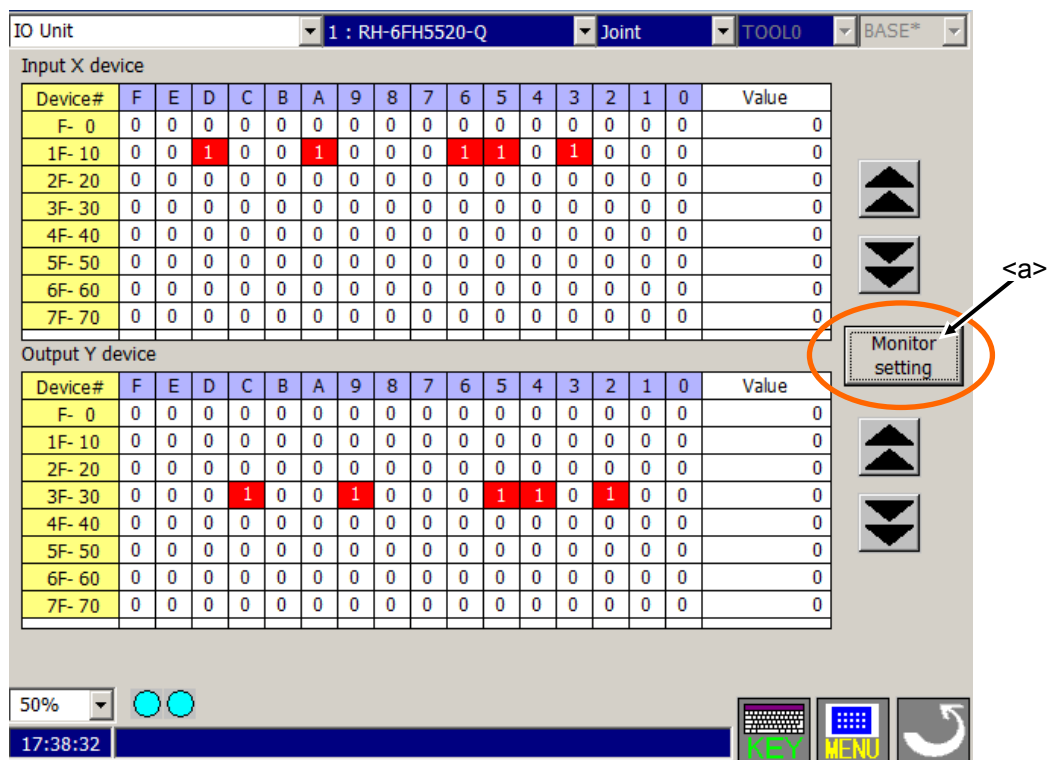 IO Unit 1 : RH-6FH5520-Q Joint TOOL0 BASE*
Input X device
Device# F E D C B A 9 8 7 6 5 4 3 2 1 0 Value
F- 0 0 0 0 0 0 0 0 0 0 0 0 0 0 0 0 0 0
1F- 10 0 0 1 0 0 1 0 0 0 1 1 0 1 0 0 0 0
2F- 20 0 0 0 0 0 0 0 0 0 0 0 0 0 0 0 0 0
3F- 30 0 0 0 0 0 0 0 0 0 0 0 0 0 0 0 0 0
4F- 40 0 0 0 0 0 0 0 0 0 0 0 0 0 0 0 0 0
5F- 50 0 0 0 0 0 0 0 0 0 0 0 0 0 0 0 0 0
6F- 60 0 0 0 0 0 0 0 0 0 0 0 0 0 0 0 0 0
7F- 70 0 0 0 0 0 0 0 0 0 0 0 0 0 0 0 0 0
<a>
Monitor
setting
Output Y device
Device# F E D C B A 9 8 7 6 5 4 3 2 1 0 Value
F- 0 0 0 0 0 0 0 0 0 0 0 0 0 0 0 0 0 0
1F- 10 0 0 0 0 0 0 0 0 0 0 0 0 0 0 0 0 0
2F- 20 0 0 0 0 0 0 0 0 0 0 0 0 0 0 0 0 0
3F- 30 0 0 0 1 0 0 1 0 0 0 1 1 0 1 0 0 0
4F- 40 0 0 0 0 0 0 0 0 0 0 0 0 0 0 0 0 0
5F- 50 0 0 0 0 0 0 0 0 0 0 0 0 0 0 0 0 0
6F- 60 0 0 0 0 0 0 0 0 0 0 0 0 0 0 0 0 0
7F- 70 0 0 0 0 0 0 0 0 0 0 0 0 0 0 0 0 0
50%
17:38:32 KEY MENU